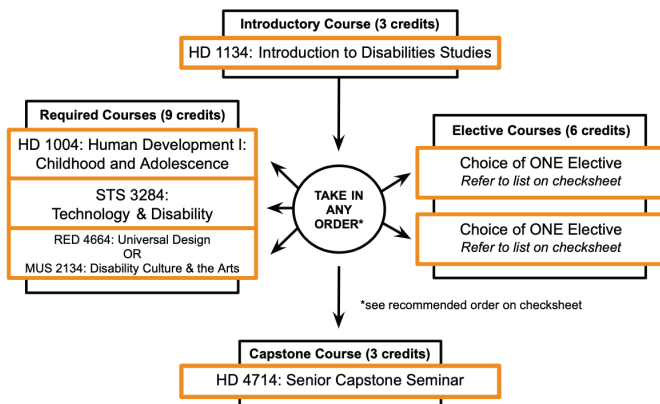 Introductory Course (3 credits)
HD 1134: Introduction to Disabilities Studies
Required Courses (9 credits)
HD 1004: Human Development I:
Childhood and Adolescence
STS 3284:
Technology & Disability
RED 4664: Universal Design
OR
MUS 2134: Disability Culture & the Arts
TAKE IN
ANY
ORDER*
Elective Courses (6 credits)
Choice of ONE Elective
Refer to list on checksheet
Choice of ONE Elective
Refer to list on checksheet
*see recommended order on checksheet
Capstone Course (3 credits)
HD 4714: Senior Capstone Seminar